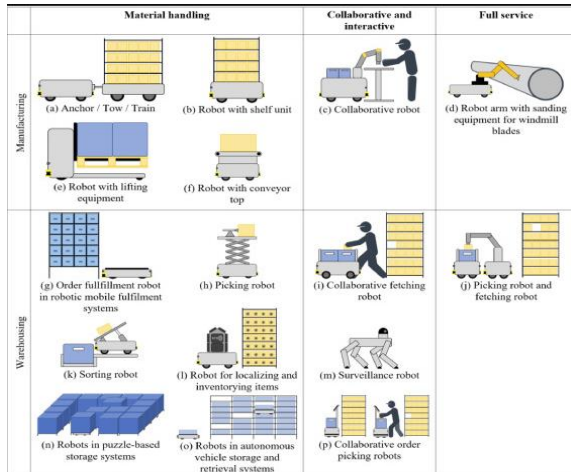 Material handling
Collaborative and
interactive
Full service
Manufacturing
(a) Anchor / Tow / Train
(b) Robot with shelf unit
(c) Collaborative robot
(d) Robot arm with sanding
equipment for windmill
blades
(e) Robot with lifting
equipment
(f) Robot with conveyor
top
Warehousing
(g) Order fullfillment robot
in robotic mobile fulfilment
systems
(h) Picking robot
(i) Collaborative fetching
robot
(j) Picking robot and
fetching robot
(k) Sorting robot
(l) Robot for localizing and
inventorying items
(m) Surveillance robot
(n) Robots in puzzle-based
storage systems
(o) Robots in autonomous
vehicle storage and
retrieval systems
(p) Collaborative order
picking robots